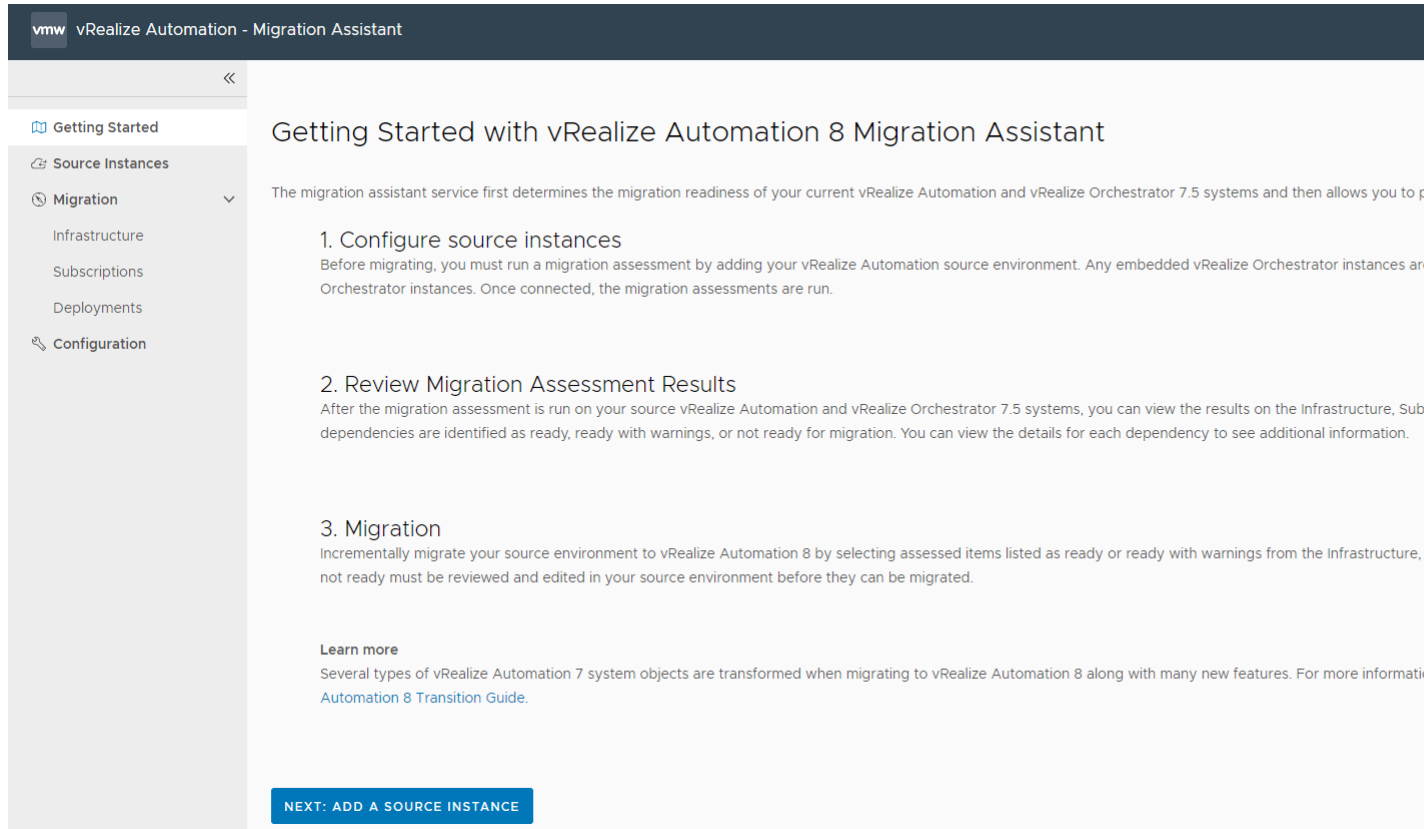 vmw vRealize Automation - Migration Assistant
Getting Started
Source Instances
Migration
Infrastructure
Subscriptions
Deployments
Configuration
Getting Started with vRealize Automation 8 Migration Assistant
The migration assistant service first determines the migration readiness of your current vRealize Automation and vRealize Orchestrator 7.5 systems and then allows you to
1. Configure source instances
Before migrating, you must run a migration assessment by adding your vRealize Automation source environment. Any embedded vRealize Orchestrator instances
Orchestrator instances. Once connected, the migration assessments are run.
2. Review Migration Assessment Results
After the migration assessment is run on your source vRealize Automation and vRealize Orchestrator 7.5 systems, you can view the results on the Infrastructure,
dependencies are identified as ready, ready with warnings, or not ready for migration. You can view the details for each dependency to see additional information.
3. Migration
Incrementally migrate your source environment to vRealize Automation 8 by selecting assessed items listed as ready or ready with warnings from the Infrastructure,
not ready must be reviewed and edited in your source environment before they can be migrated.
Learn more
Several types of vRealize Automation 7 system objects are transformed when migrating to vRealize Automation 8 along with many new features. For more
Automation 8 Transition Guide.
NEXT: ADD A SOURCE INSTANCE